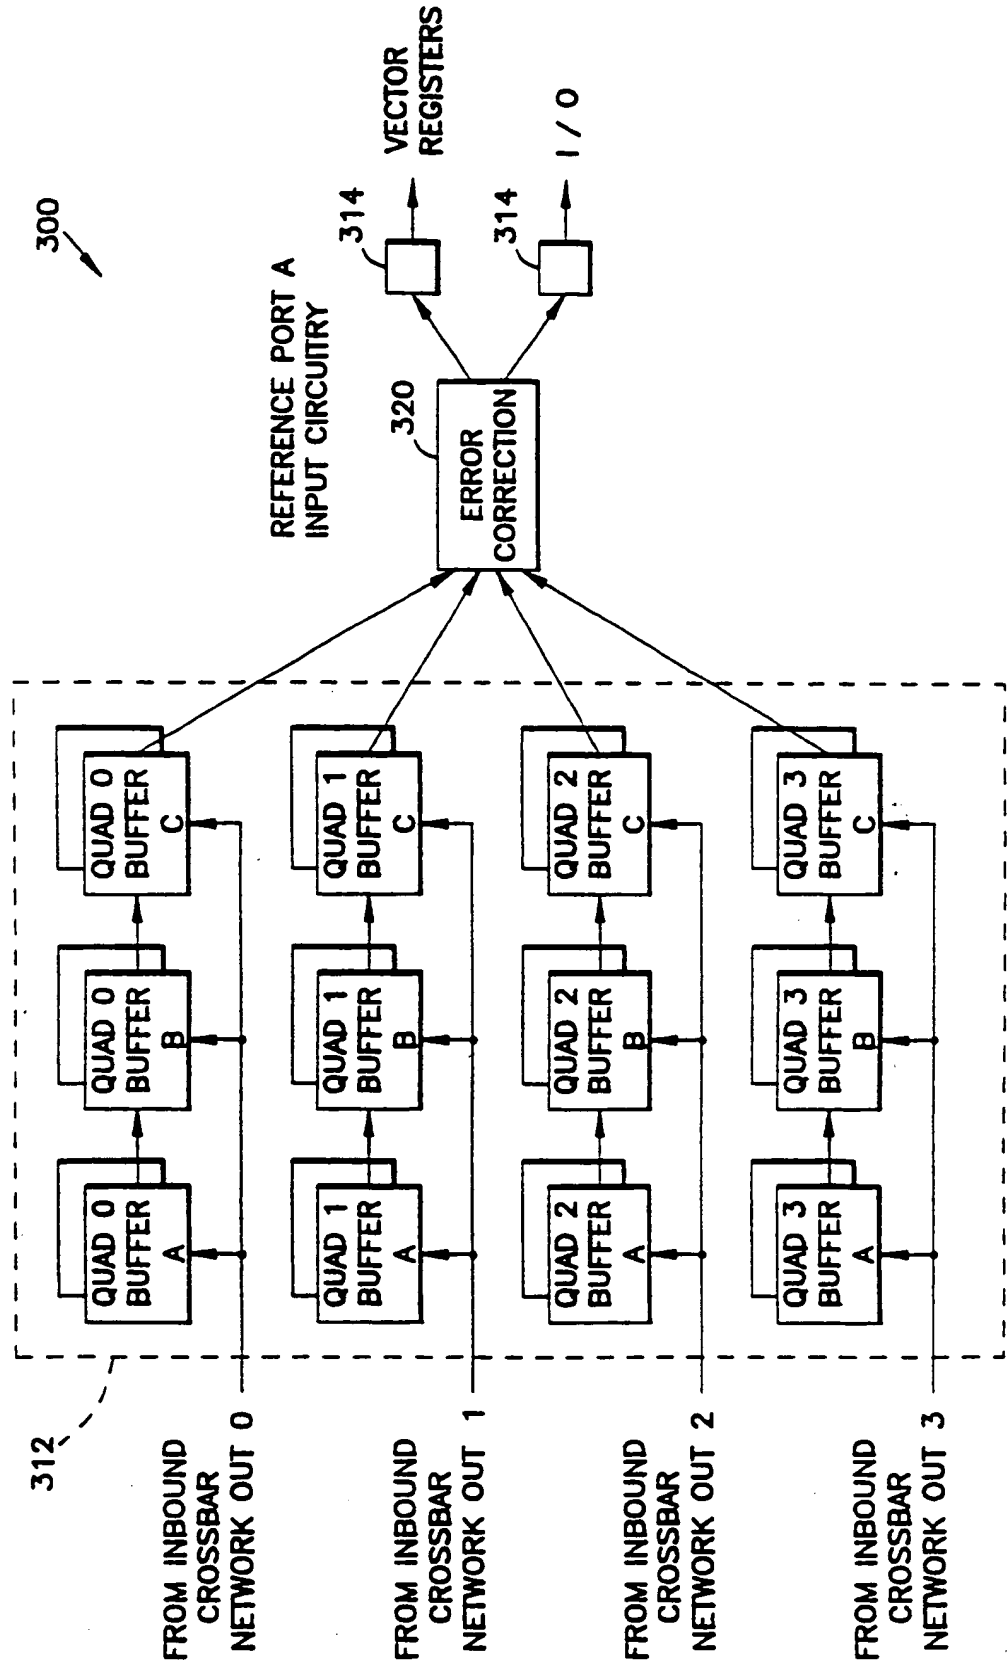 300
REFERENCE PORT A
INPUT CIRCUITRY
312
QUAD 0
BUFFER
A
QUAD 0
BUFFER
B
QUAD 0
BUFFER
C
FROM INBOUND
CROSSBAR
NETWORK OUT 0
QUAD 1
BUFFER
A
QUAD 1
BUFFER
B
QUAD 1
BUFFER
C
FROM INBOUND
CROSSBAR
NETWORK OUT 1
QUAD 2
BUFFER
A
QUAD 2
BUFFER
B
QUAD 2
BUFFER
C
FROM INBOUND
CROSSBAR
NETWORK OUT 2
QUAD 3
BUFFER
A
QUAD 3
BUFFER
B
QUAD 3
BUFFER
C
FROM INBOUND
CROSSBAR
NETWORK OUT 3
320
ERROR
CORRECTION
314
VECTOR
REGISTERS
314
I / O